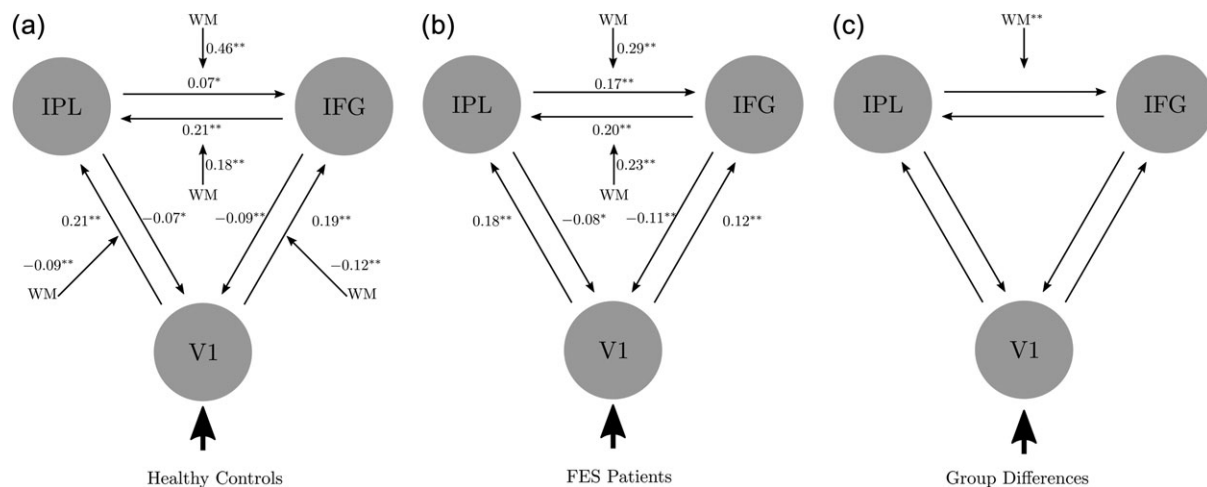 (a)
WM
0.46**
IPL
0.07*
IFG
0.21**
0.18**
WM
0.21**
−0.07*
−0.09**
0.19**
−0.09**
WM
−0.12**
WM
V1
Healthy Controls
(b)
WM
0.29**
IPL
0.17**
IFG
0.20**
0.23**
WM
0.18**
−0.08*
−0.11**
0.12**
V1
FES Patients
(c)
WM**
IPL
IFG
V1
Group Differences